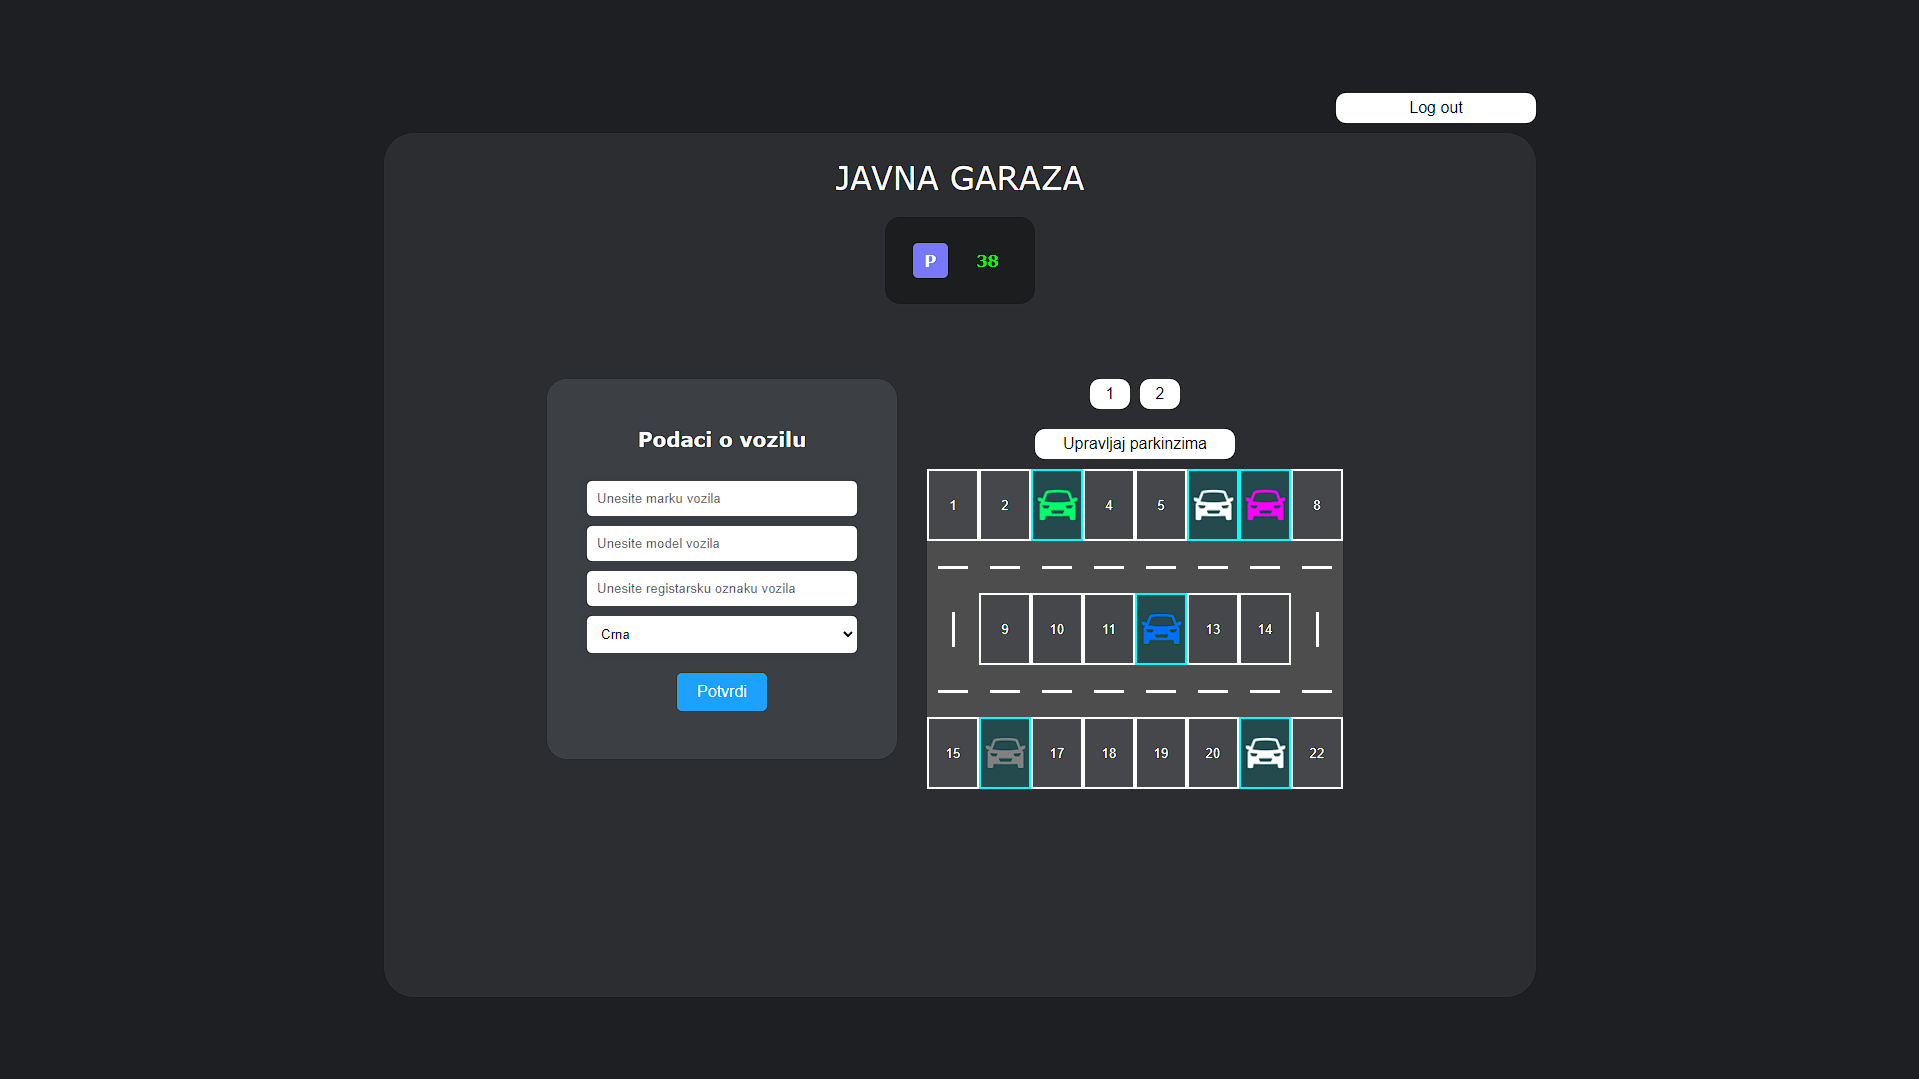 Log out
JAVNA GARAZA
P 38
Podaci o vozilu
Unesite marku vozila
Unesite model vozila
Unesite registarsku oznaku vozila
Crna
Potvrdi
1 2
Upravljaj parkinzima
1 2 4 5 8
9 10 11 13 14
15 17 18 19 20 22